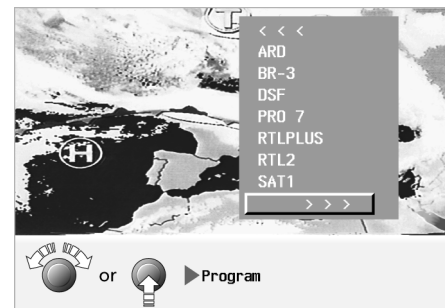 T
H
< < <
ARD
BR-3
DSF
PRO 7
RTLPLUS
RTL2
SAT1
> > >
or
Program